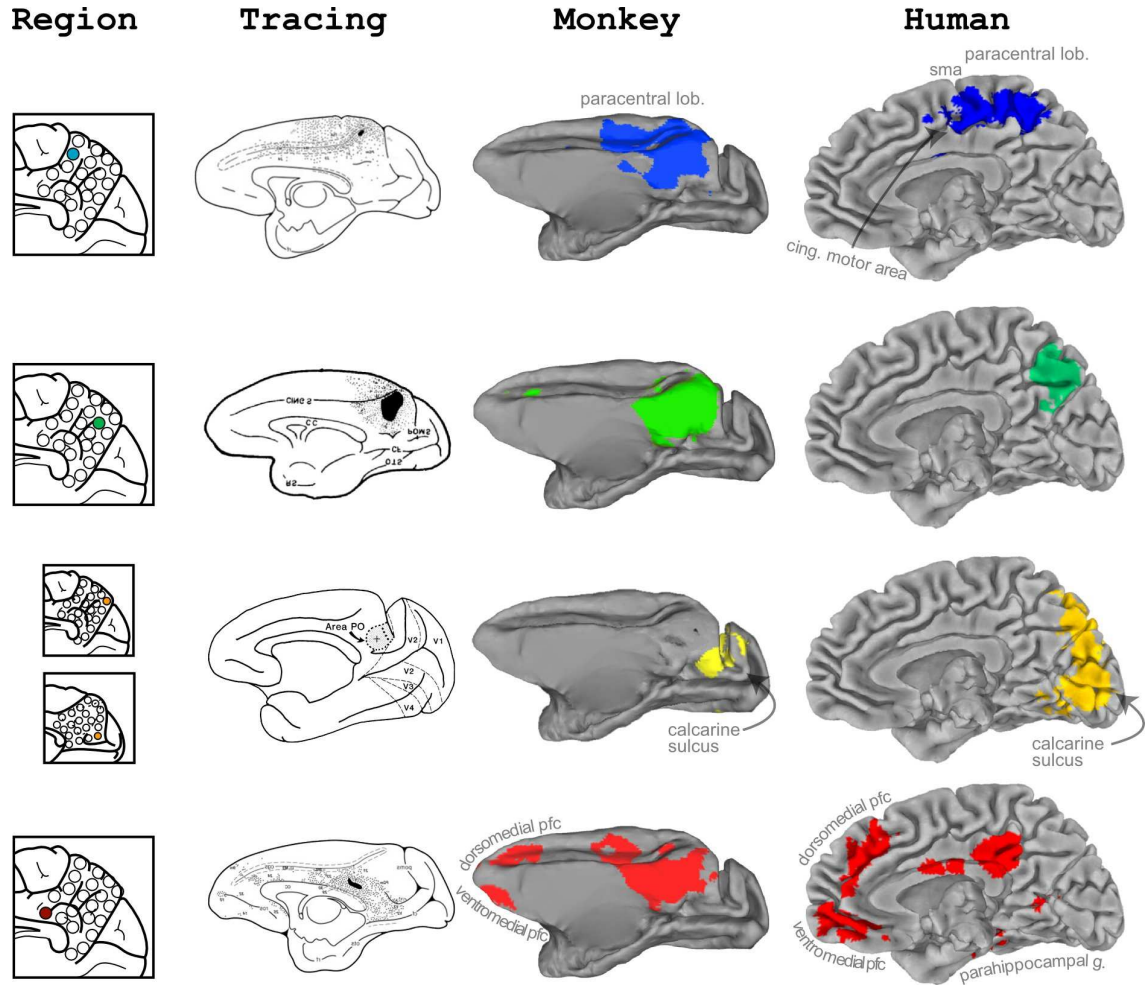 Region Tracing Monkey Human
paracentral lob.
sma
paracentral lob.
cing. motor area
CING S
CC
POMS
CF
OTS
RS
Area PO
V2
V1
V2
V3
V4
calcarine
sulcus
calcarine
sulcus
dorsomedial pfc
ventromedial pfc
dorsomedial pfc
ventromedial pfc
parahippocampal g.